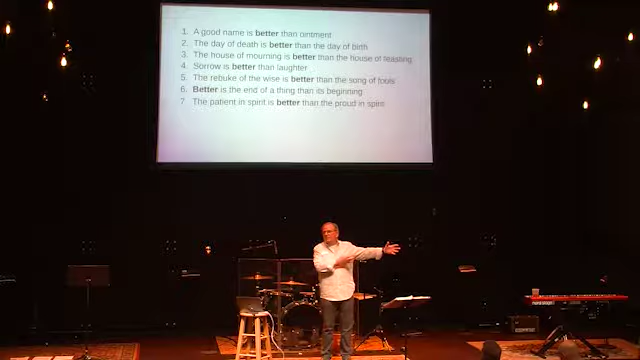 1. A good name is better than ointment
2. The day of death is better than the day of birth
3. The house of mourning is better than the house of feasting
4. Sorrow is better than laughter
5. The rebuke of the wise is better than the song of fools
6. Better is the end of a thing than its beginning
7 The patient in spirit is better than the proud in spirit
nord stage